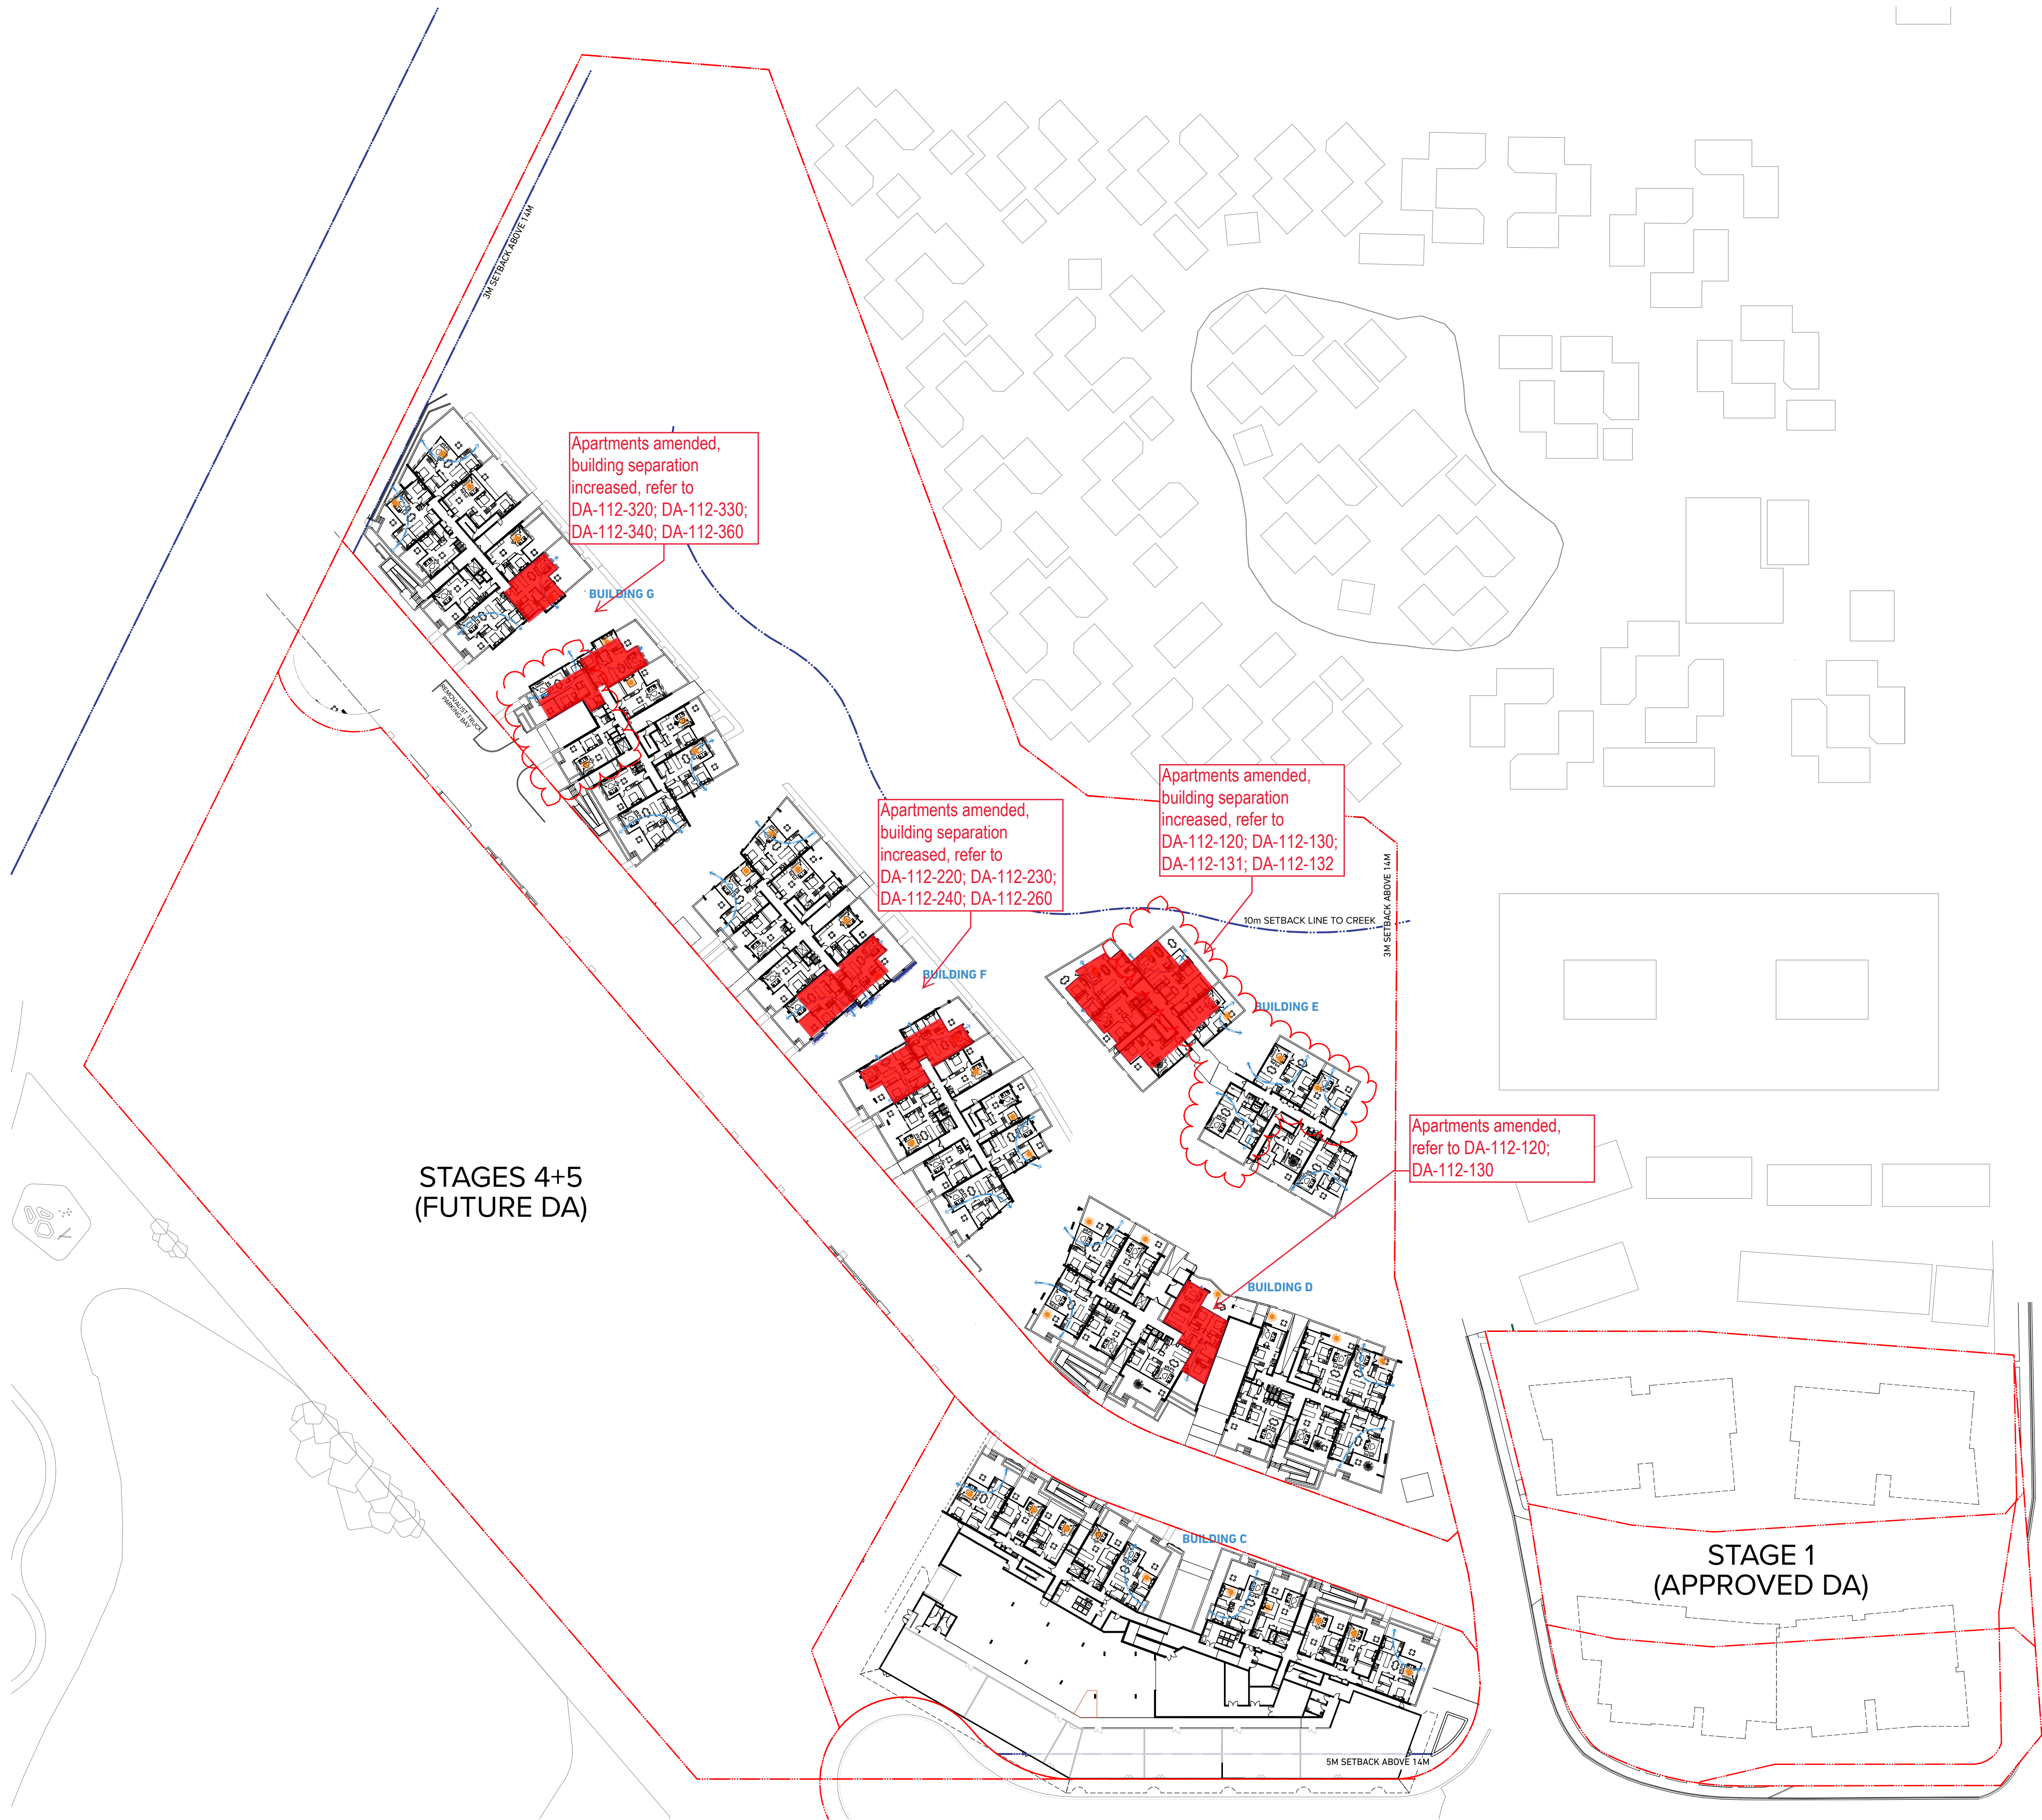 3M SETBACK ABOVE 14M
Apartments amended,
building separation
increased, refer to
DA-112-320; DA-112-330;
DA-112-340; DA-112-360
BUILDING G
REMOVALIST TRUCK
PARKING BAY
Apartments amended,
building separation
increased, refer to
DA-112-220; DA-112-230;
DA-112-240; DA-112-260
Apartments amended,
building separation
increased, refer to
DA-112-120; DA-112-130;
DA-112-131; DA-112-132
3M SETBACK ABOVE 14M
10m SETBACK LINE TO CREEK
BUILDING F
BUILDING E
Apartments amended,
refer to DA-112-120;
DA-112-130
STAGES 4+5
(FUTURE DA)
BUILDING D
BUILDING C
STAGE 1
(APPROVED DA)
5M SETBACK ABOVE 14M